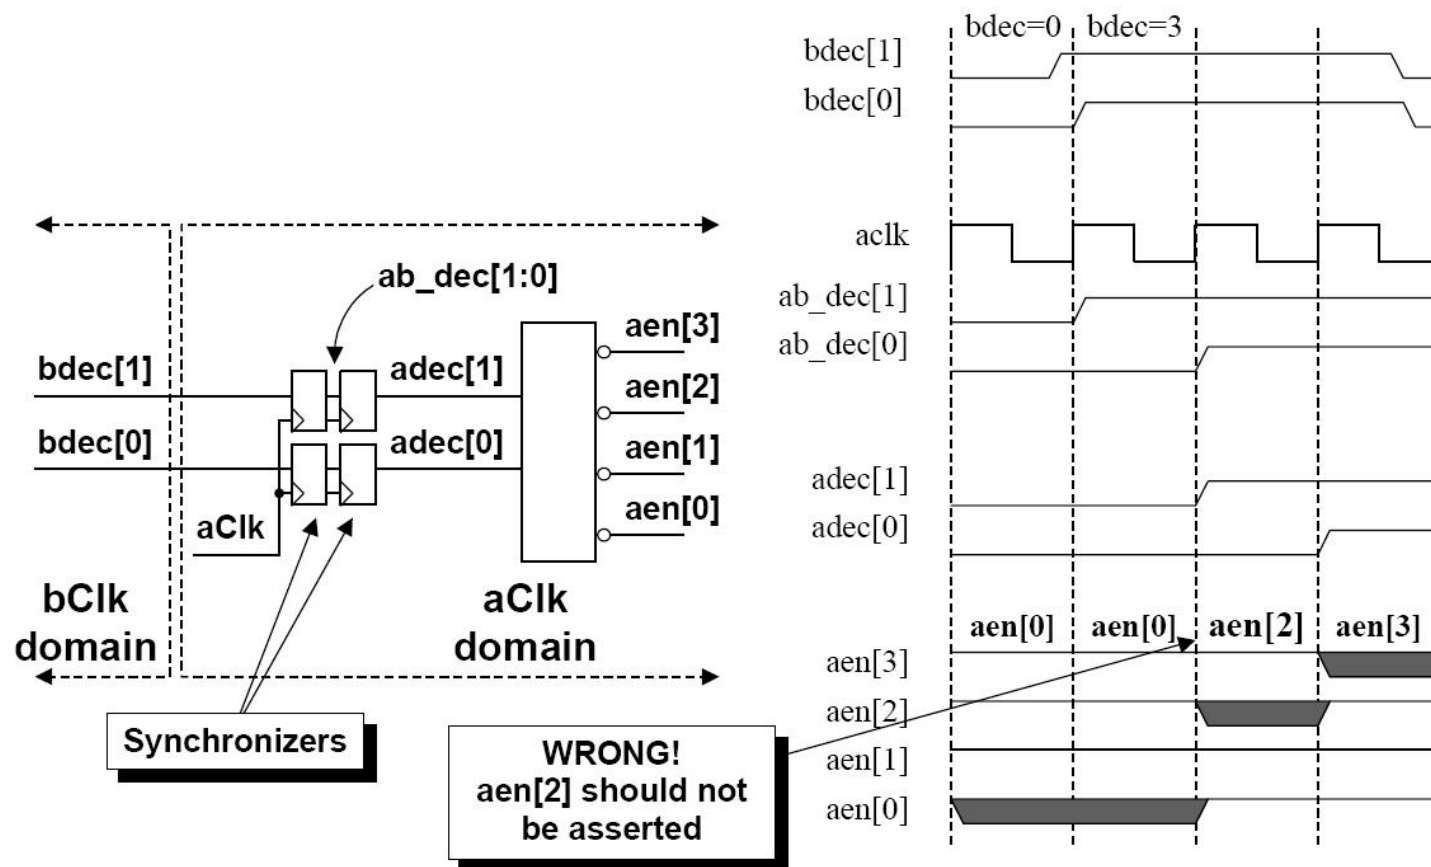 ab_dec[1:0]
bdec[1]
adec[1]
bdec[0]
adec[0]
aClk
aen[3]
aen[2]
aen[1]
aen[0]
bClk
domain
aClk
domain
Synchronizers
WRONG!
aen[2] should not
be asserted
bdec=0 bdec=3
bdec[1]
bdec[0]
aclk
ab_dec[1]
ab_dec[0]
adec[1]
adec[0]
aen[0] aen[0] aen[2] aen[3]
aen[3]
aen[2]
aen[1]
aen[0]